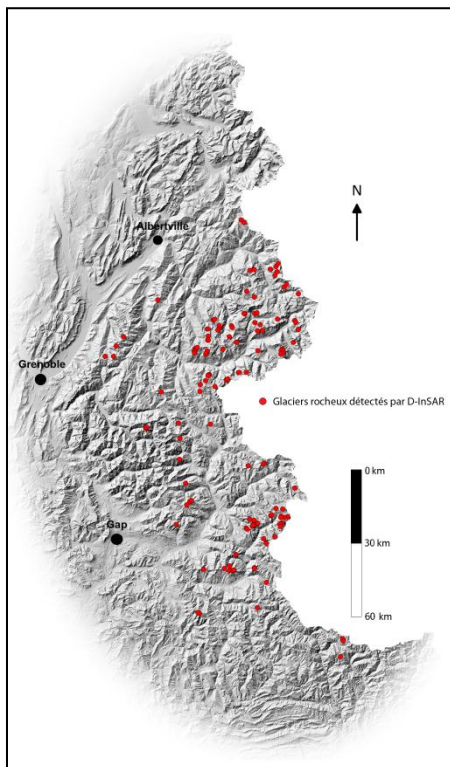 N
Albertville
Grenoble
Glaciers rocheux détectés par D-InSAR
0 km
Gap
30 km
60 km